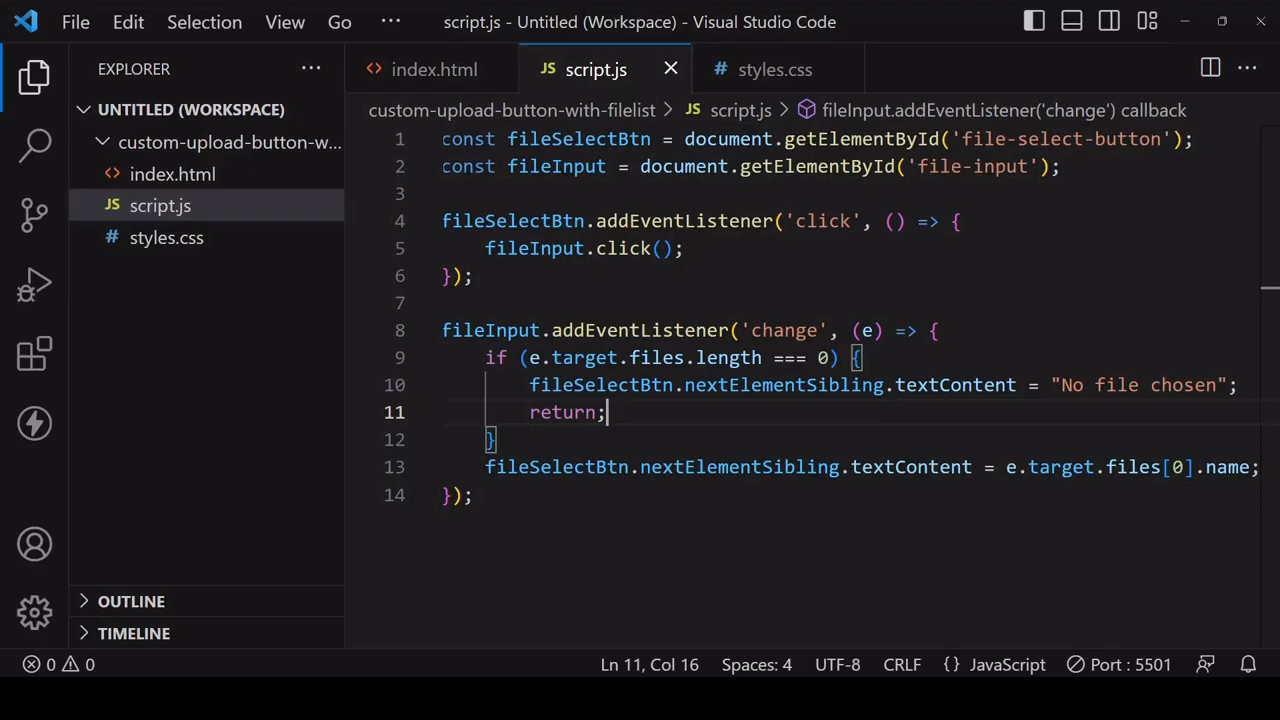 File Edit Selection View Go ··· script.js - Untitled (Workspace) - Visual Studio Code
EXPLORER ···
<> index.html JS script.js # styles.css ···
UNTITLED (WORKSPACE)
custom-upload-button-with-filelist > JS script.js > fileInput.addEventListener('change') callback
custom-upload-button-w...
<> index.html
JS script.js
# styles.css
1 const fileSelectBtn = document.getElementById('file-select-button');
2 const fileInput = document.getElementById('file-input');
3
4 fileSelectBtn.addEventListener('click', () => {
5     fileInput.click();
6 });
7
8 fileInput.addEventListener('change', (e) => {
9     if (e.target.files.length === 0) {
10         fileSelectBtn.nextElementSibling.textContent = "No file chosen";
11         return;
12     }
13     fileSelectBtn.nextElementSibling.textContent = e.target.files[0].name;
14 });
OUTLINE
TIMELINE
0 0 Ln 11, Col 16 Spaces: 4 UTF-8 CRLF {} JavaScript Port : 5501